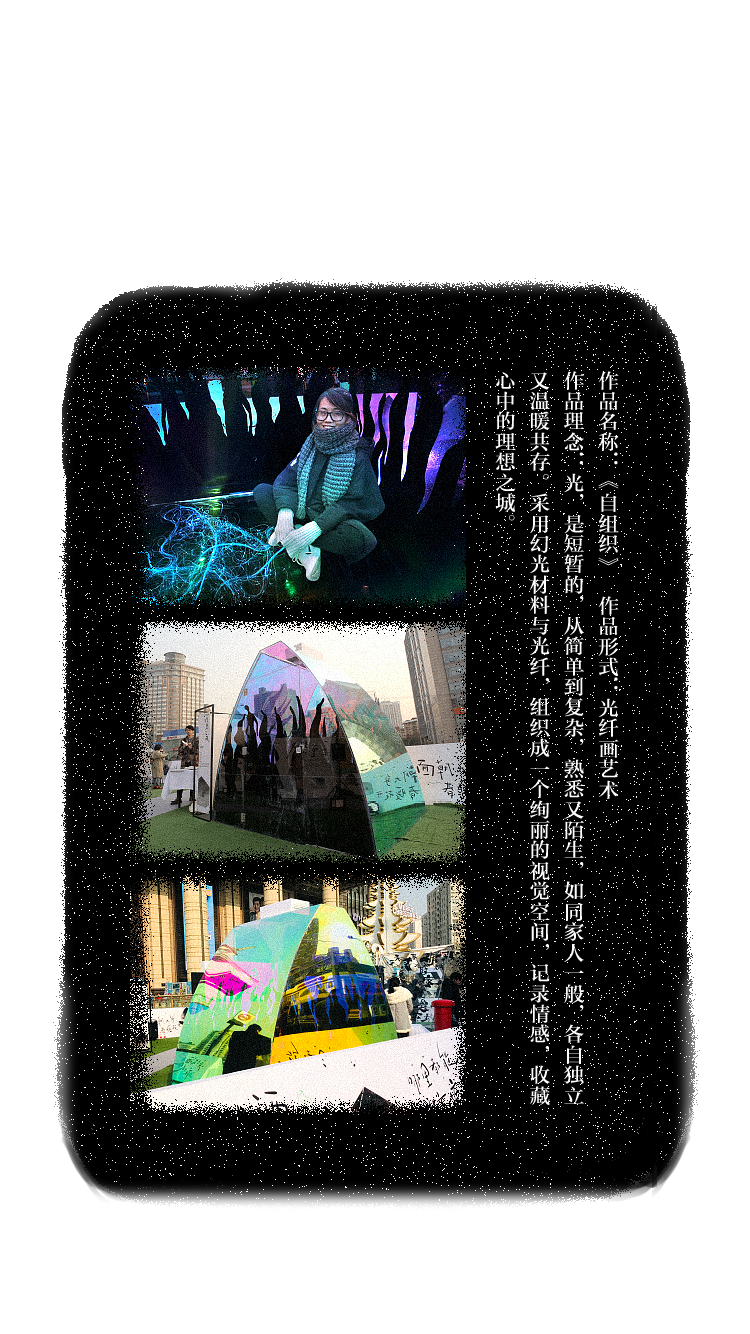 作品名称：《自组织》 作品形式：光纤画艺术
作品理念：光，是短暂的，从简单到复杂，熟悉又陌生，如同家人一般，各自独立
又温暖共存。采用幻光材料与光纤，组织成一个绚丽的视觉空间，记录情感，收藏
心中的理想之城。